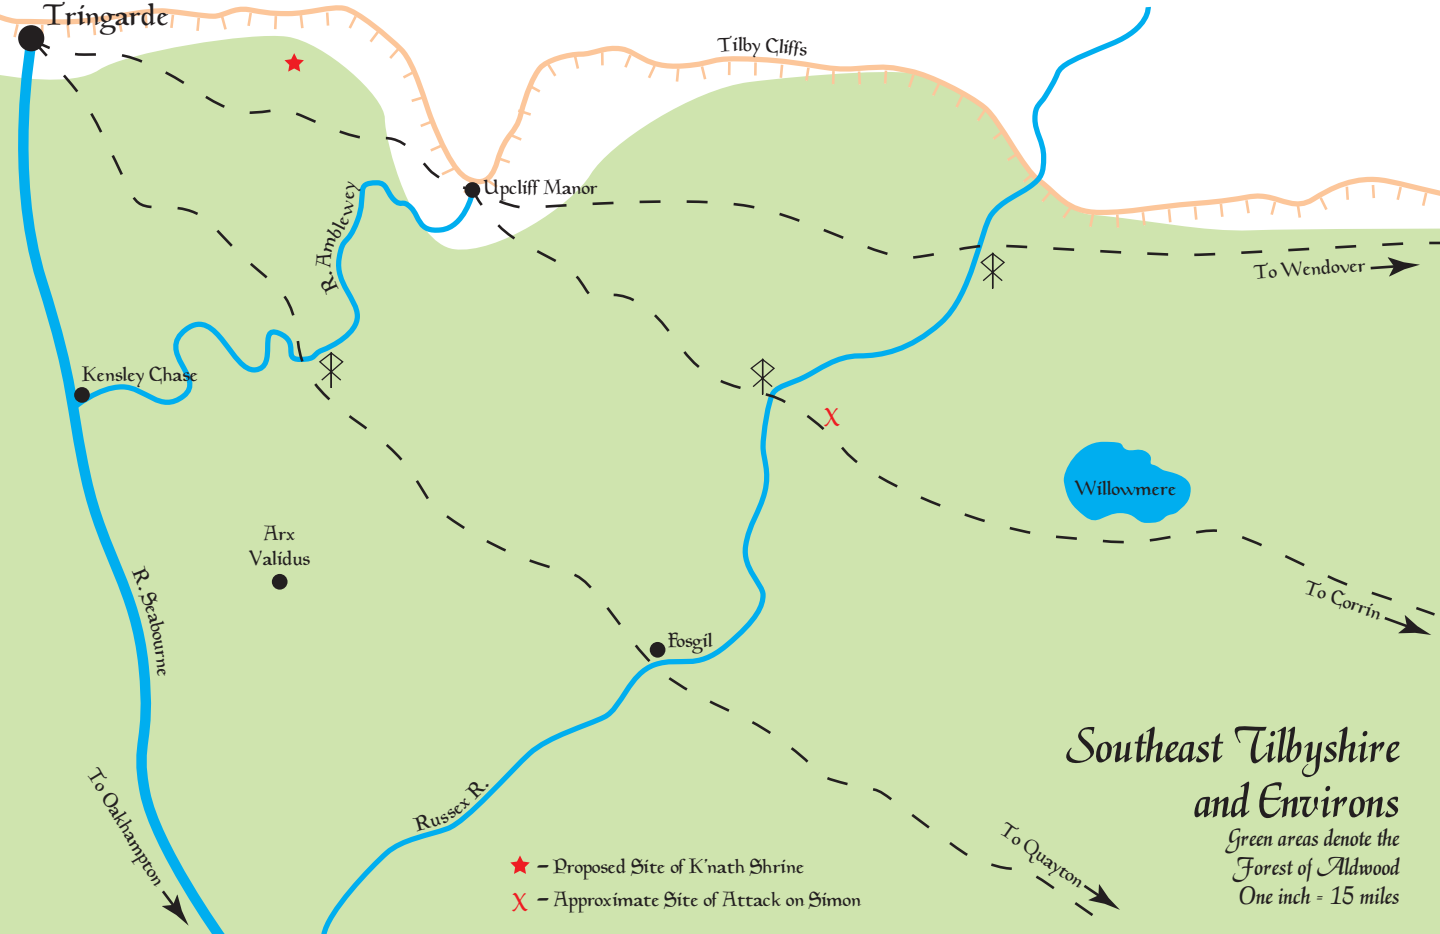 Tringarde
Tilby Cliffs
Upcliff Manor
R. Amblewey
To Wendover
Kensley Chase
X
Willowmere
Arx
Validus
R. Seabourne
To Corrin
Fosgil
Southeast Tilbyshire
and Environs
Green areas denote the
Forest of Aldwood
One inch = 15 miles
To Oakhampton
Russex R.
To Quayton
– Proposed Site of K'nath Shrine
X – Approximate Site of Attack on Simon